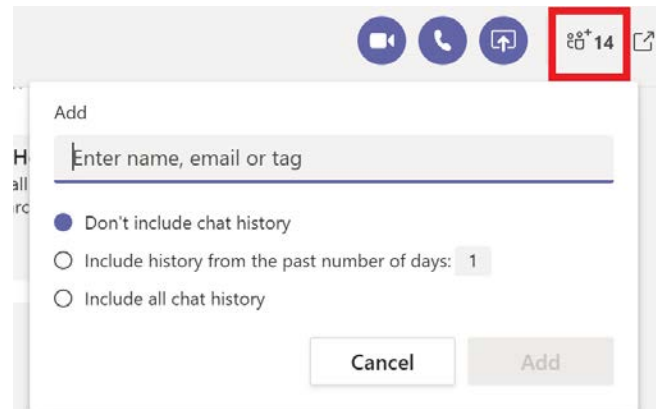 14
Add
Enter name, email or tag
H
all
Don't include chat history
Include history from the past number of days: 1
Include all chat history
Cancel
Add